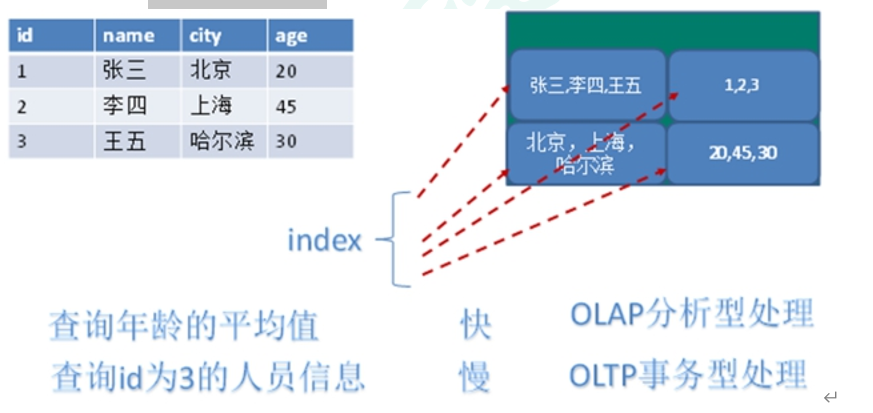 id name city age
1 张三 北京 20
2 李四 上海 45
3 王五 哈尔滨 30
张三,李四,王五
1,2,3
北京，上海，
哈尔滨
20,45,30
index
查询年龄的平均值 快 OLAP分析型处理
查询id为3的人员信息 慢 OLTP事务型处理